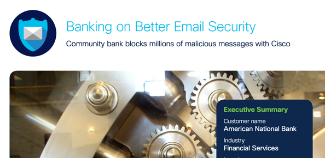 Banking on Better Email Security
Community bank blocks millions of malicious messages with Cisco
Executive Summary
Customer name
American National Bank
Industry
Financial Services